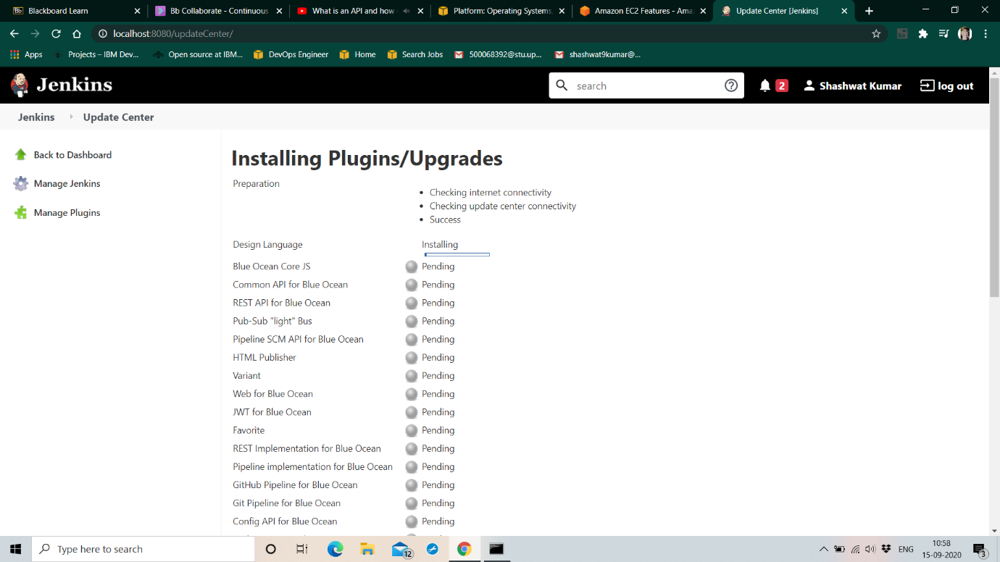 Blackboard Learn
Bb Collaborate - Continuous
What is an API and how
Platform: Operating Systems,
Amazon EC2 Features - Ama
Update Center [Jenkins]
localhost:8080/updateCenter/
Apps
Projects – IBM Dev...
Open source at IBM...
DevOps Engineer
Home
Search Jobs
500068392@stu.up...
shashwat9kumar@...
Jenkins
search
2
Shashwat Kumar
log out
Jenkins
Update Center
Back to Dashboard
Manage Jenkins
Manage Plugins
Installing Plugins/Upgrades
Preparation
Checking internet connectivity
Checking update center connectivity
Success
Design Language Installing
Blue Ocean Core JS Pending
Common API for Blue Ocean Pending
REST API for Blue Ocean Pending
Pub-Sub "light" Bus Pending
Pipeline SCM API for Blue Ocean Pending
HTML Publisher Pending
Variant Pending
Web for Blue Ocean Pending
JWT for Blue Ocean Pending
Favorite Pending
REST Implementation for Blue Ocean Pending
Pipeline implementation for Blue Ocean Pending
GitHub Pipeline for Blue Ocean Pending
Git Pipeline for Blue Ocean Pending
Config API for Blue Ocean Pending
Type here to search
12
ENG
10:58
15-09-2020
3